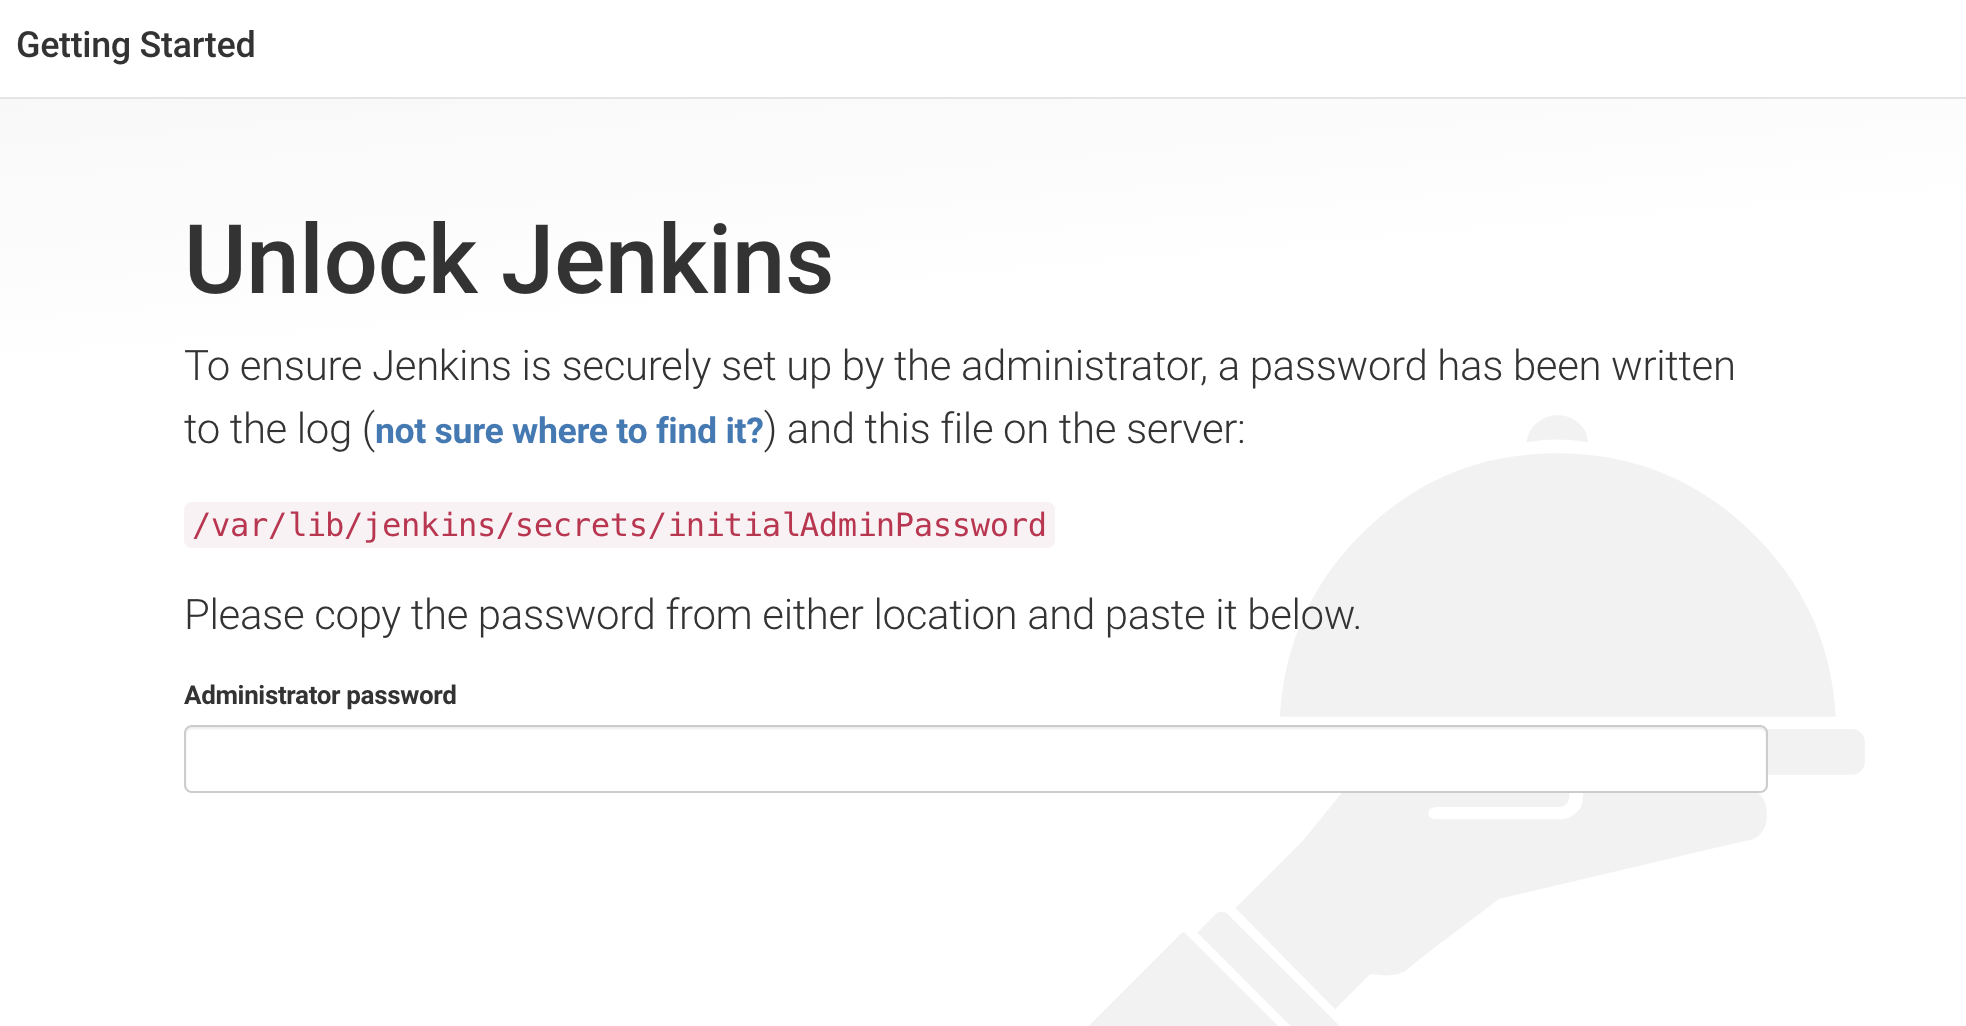 Getting Started
Unlock Jenkins
To ensure Jenkins is securely set up by the administrator, a password has been written
to the log (not sure where to find it?) and this file on the server:
/var/lib/jenkins/secrets/initialAdminPassword
Please copy the password from either location and paste it below.
Administrator password